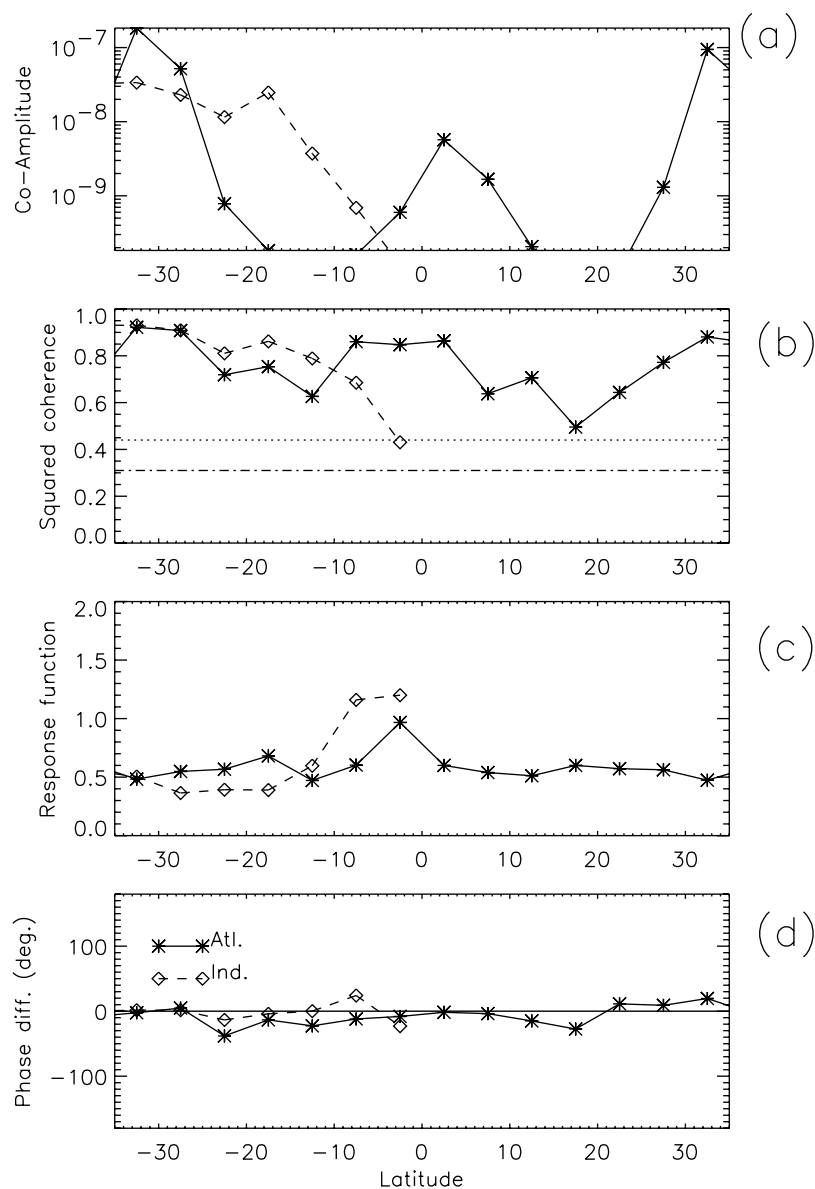 (a)
10⁻⁷
10⁻⁸
10⁻⁹
Co-Amplitude
−30 −20 −10 0 10 20 30
(b)
1.0
0.8
0.6
0.4
0.2
0.0
Squared coherence
−30 −20 −10 0 10 20 30
(c)
2.0
1.5
1.0
0.5
0.0
Response function
−30 −20 −10 0 10 20 30
(d)
100
0
−100
Phase diff. (deg.)
Atl.
Ind.
−30 −20 −10 0 10 20 30
Latitude